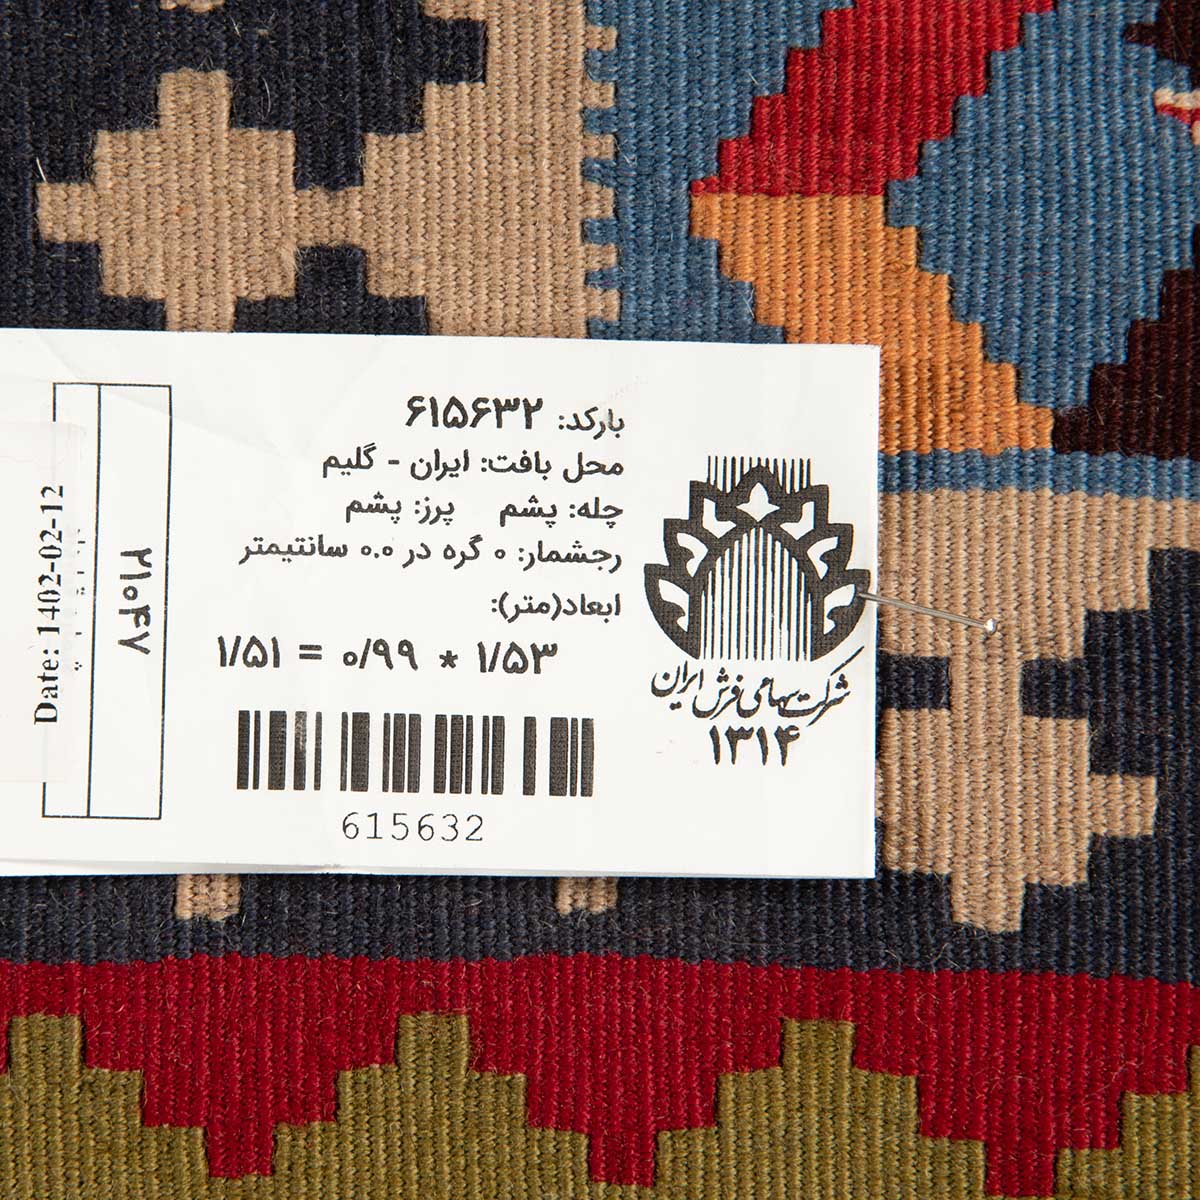 بارکد: ۶۱۵۶۳۲
محل بافت: ایران - گلیم
چله: پشم پرز: پشم
رجشمار: ۰ گره در ۰.۰ سانتیمتر
ابعاد(متر):
۱/۵۳ * ۰/۹۹ = ۱/۵۱
615632
شرکت سهامی فرش ایران
۱۳۱۴
۲۱۰۴۷
Date: 1402-02-12